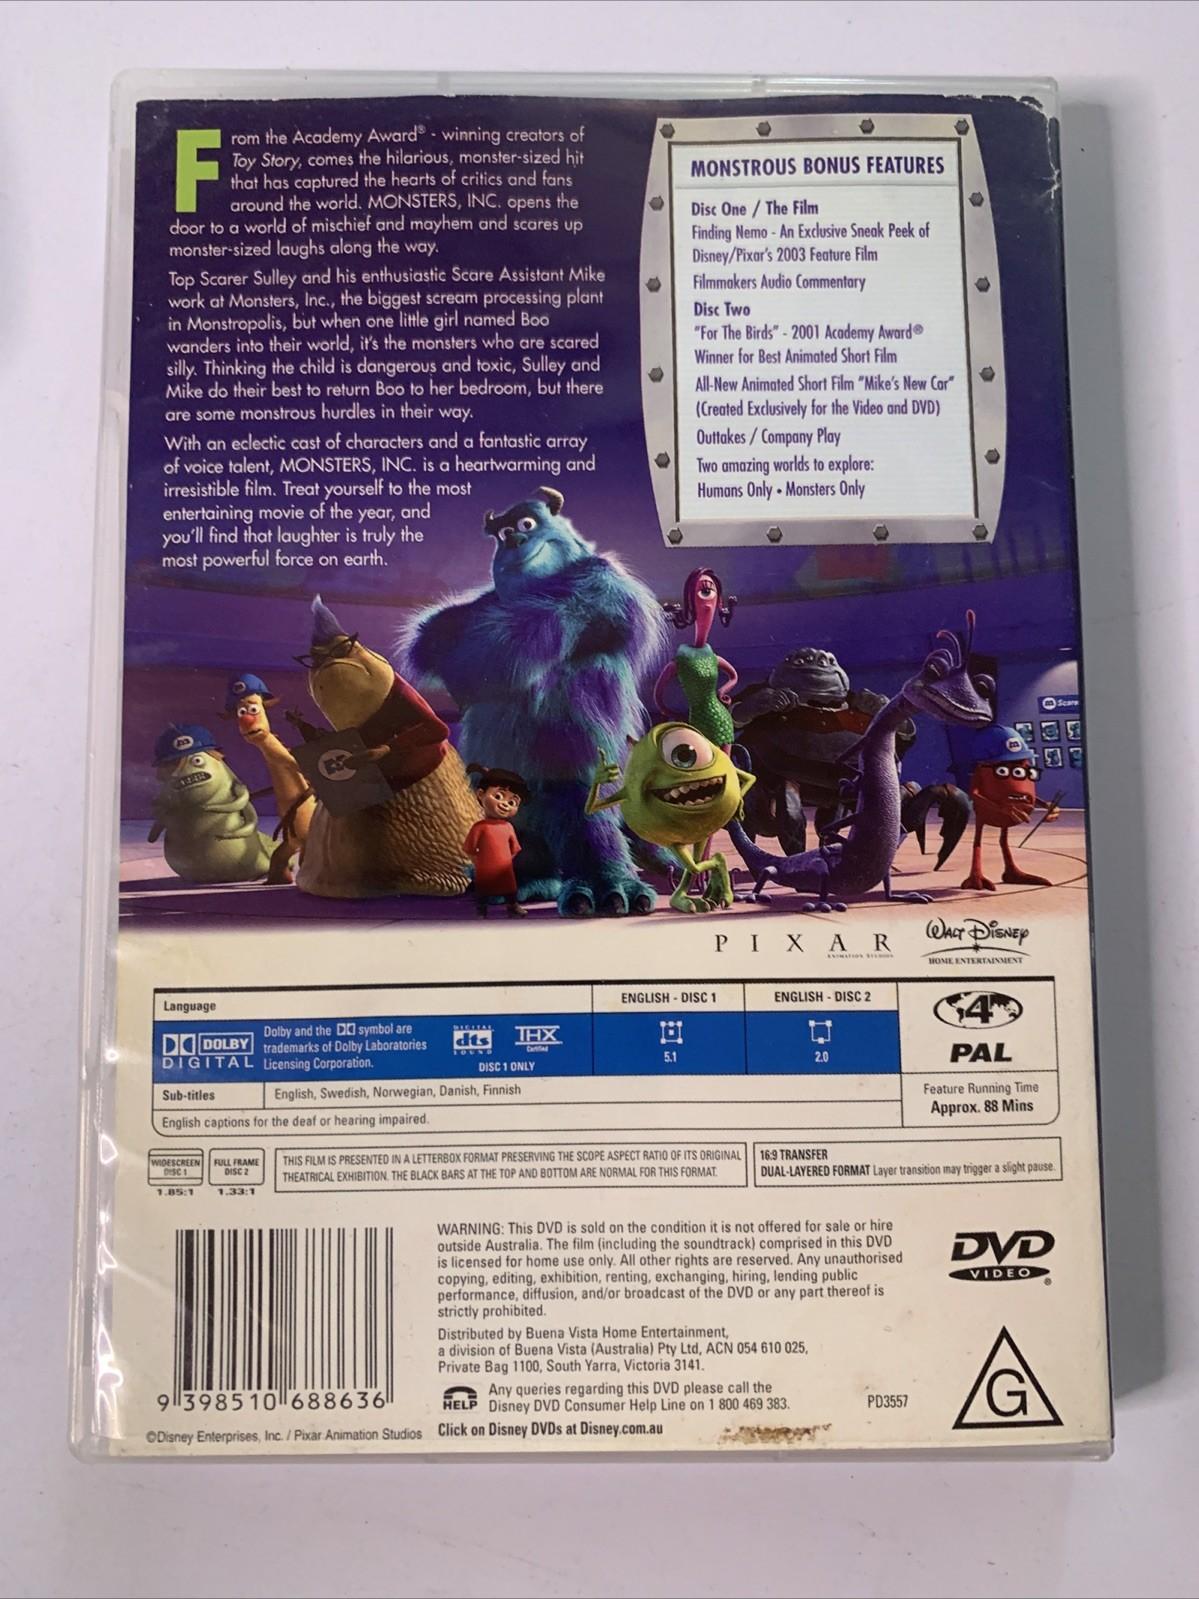 From the Academy Award® - winning creators of
Toy Story, comes the hilarious, monster-sized hit
that has captured the hearts of critics and fans
around the world. MONSTERS, INC. opens the
door to a world of mischief and mayhem and scares up
monster-sized laughs along the way.
Top Scarer Sulley and his enthusiastic Scare Assistant Mike
work at Monsters, Inc., the biggest scream processing plant
in Monstropolis, but when one little girl named Boo
wanders into their world, it's the monsters who are scared
silly. Thinking the child is dangerous and toxic, Sulley and
Mike do their best to return Boo to her bedroom, but there
are some monstrous hurdles in their way.
With an eclectic cast of characters and a fantastic array
of voice talent, MONSTERS, INC. is a heartwarming and
irresistible film. Treat yourself to the most
entertaining movie of the year, and
you'll find that laughter is truly the
most powerful force on earth.
MONSTROUS BONUS FEATURES
Disc One / The Film
Finding Nemo - An Exclusive Sneak Peek of
Disney/Pixar's 2003 Feature Film
Filmmakers Audio Commentary
Disc Two
"For The Birds" - 2001 Academy Award®
Winner for Best Animated Short Film
All-New Animated Short Film "Mike's New Car"
(Created Exclusively for the Video and DVD)
Outtakes / Company Play
Two amazing worlds to explore:
Humans Only • Monsters Only
Scare
PIXAR
ANIMATION STUDIOS
WALT DISNEY
HOME ENTERTAINMENT
Language
ENGLISH - DISC 1
ENGLISH - DISC 2
DOLBY
DIGITAL
Dolby and the DD symbol are
trademarks of Dolby Laboratories
Licensing Corporation.
DIGITAL
dts
SOUND
THX
Certified
DISC 1 ONLY
5.1
2.0
4
PAL
Sub-titles
English, Swedish, Norwegian, Danish, Finnish
English captions for the deaf or hearing impaired.
Feature Running Time
Approx. 88 Mins
WIDESCREEN
DISC 1
1.85:1
FULL FRAME
DISC 2
1.33:1
THIS FILM IS PRESENTED IN A LETTERBOX FORMAT PRESERVING THE SCOPE ASPECT RATIO OF ITS ORIGINAL
THEATRICAL EXHIBITION. THE BLACK BARS AT THE TOP AND BOTTOM ARE NORMAL FOR THIS FORMAT.
16:9 TRANSFER
DUAL-LAYERED FORMAT Layer transition may trigger a slight pause.
WARNING: This DVD is sold on the condition it is not offered for sale or hire
outside Australia. The film (including the soundtrack) comprised in this DVD
is licensed for home use only. All other rights are reserved. Any unauthorised
copying, editing, exhibition, renting, exchanging, hiring, lending public
performance, diffusion, and/or broadcast of the DVD or any part thereof is
strictly prohibited.
Distributed by Buena Vista Home Entertainment,
a division of Buena Vista (Australia) Pty Ltd, ACN 054 610 025,
Private Bag 1100, South Yarra, Victoria 3141.
HELP
Any queries regarding this DVD please call the
Disney DVD Consumer Help Line on 1 800 469 383.
Click on Disney DVDs at Disney.com.au
PD3557
DVD
VIDEO
®
G
9 398510 688636
©Disney Enterprises, Inc. / Pixar Animation Studios